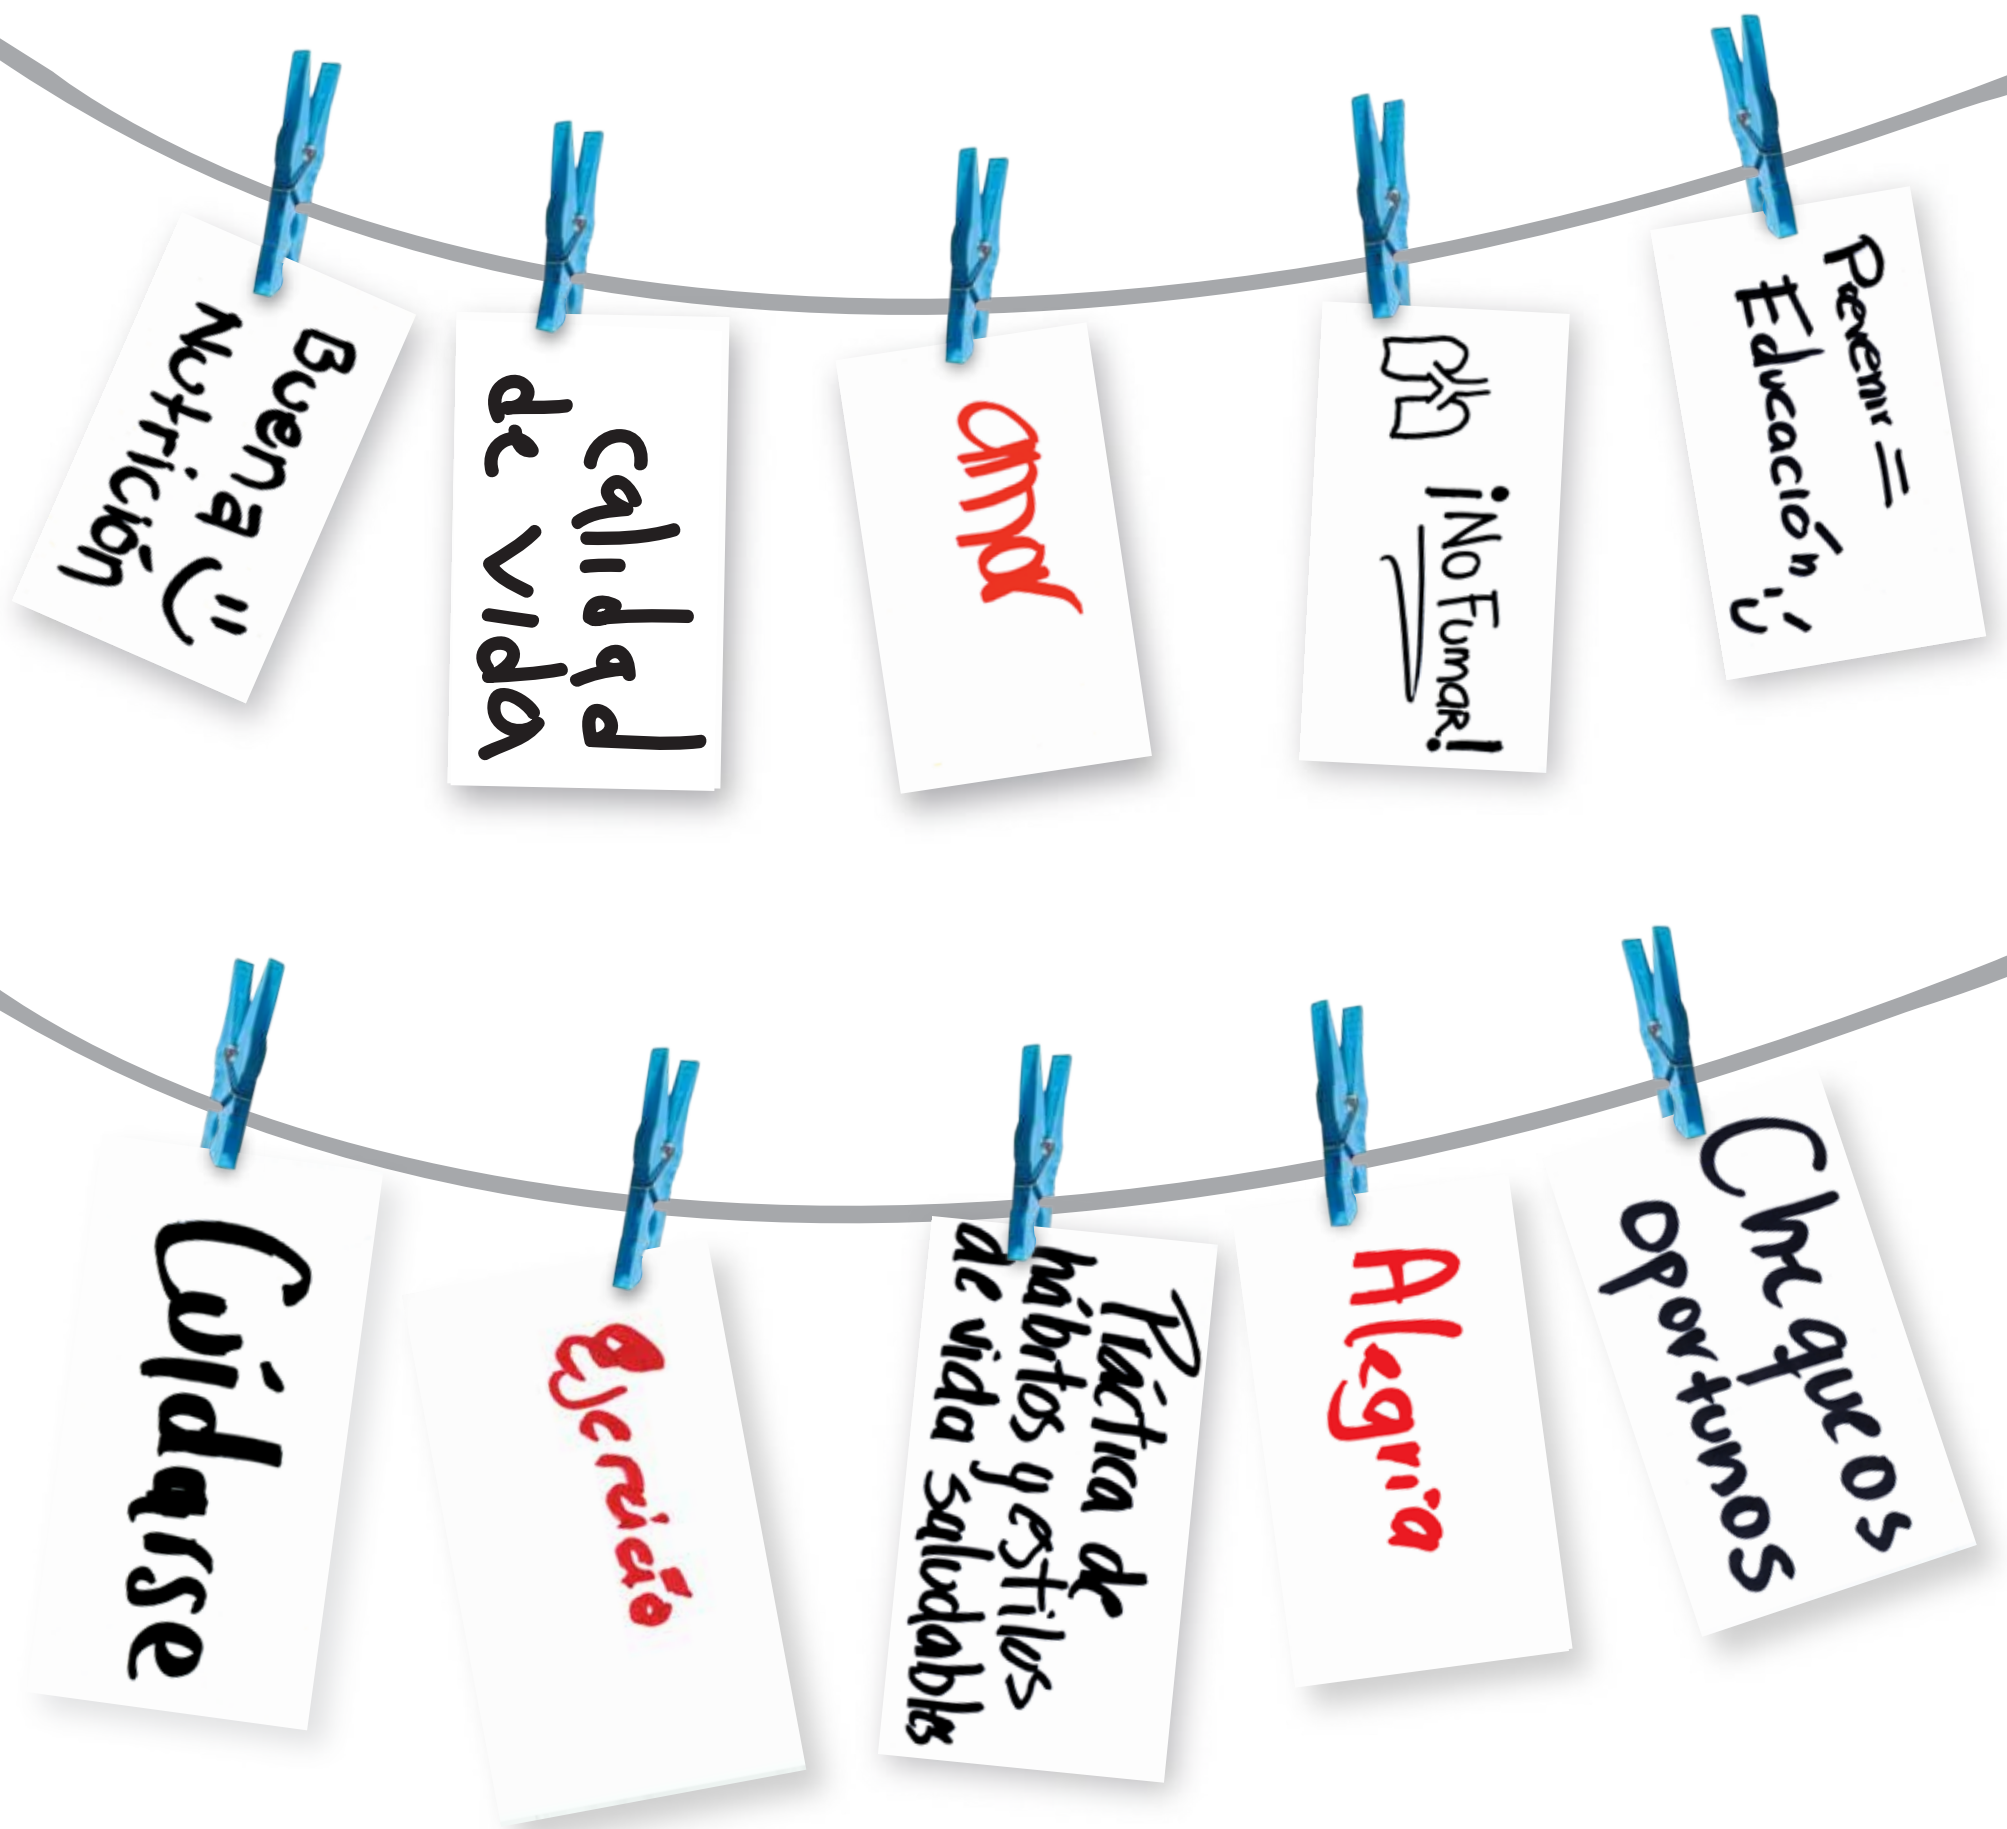 Buena :)
Nutrición
Calidad
de vida
amor
¡No Fumar!
Prevenir =
Educación :)
Cuidarse
Ejercicio
Práctica de
hábitos y estilos
de vida saludables
Alegria
Chequeos
oportunos